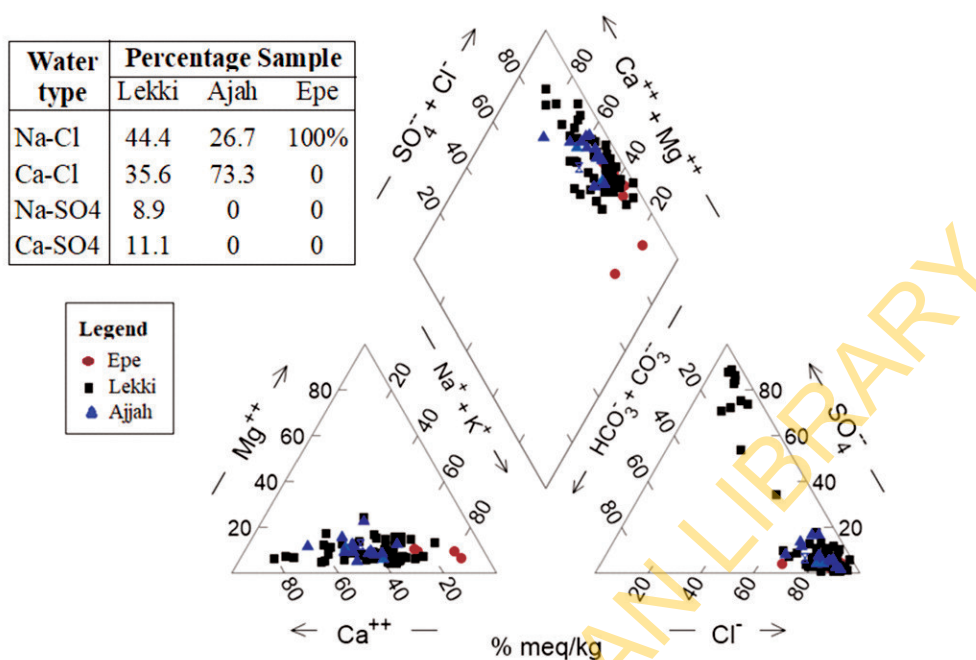 Water type Percentage Sample
Lekki Ajah Epe
Na-Cl 44.4 26.7 100%
Ca-Cl 35.6 73.3 0
Na-SO4 8.9 0 0
Ca-SO4 11.1 0 0
Legend
Epe
Lekki
Ajjah
SO₄⁻⁻ + Cl⁻
Ca⁺⁺ + Mg⁺⁺
80 80
60 60
40 40
20 20
Na⁺ + K⁺
HCO₃⁻ + CO₃⁻
Mg⁺⁺
80 20
60 40
40 60
20 80
80 60 40 20
Ca⁺⁺
SO₄⁻⁻
20 80
40 60
60 40
80 20
20 40 60 80
Cl⁻
% meq/kg
AN LIBRARY